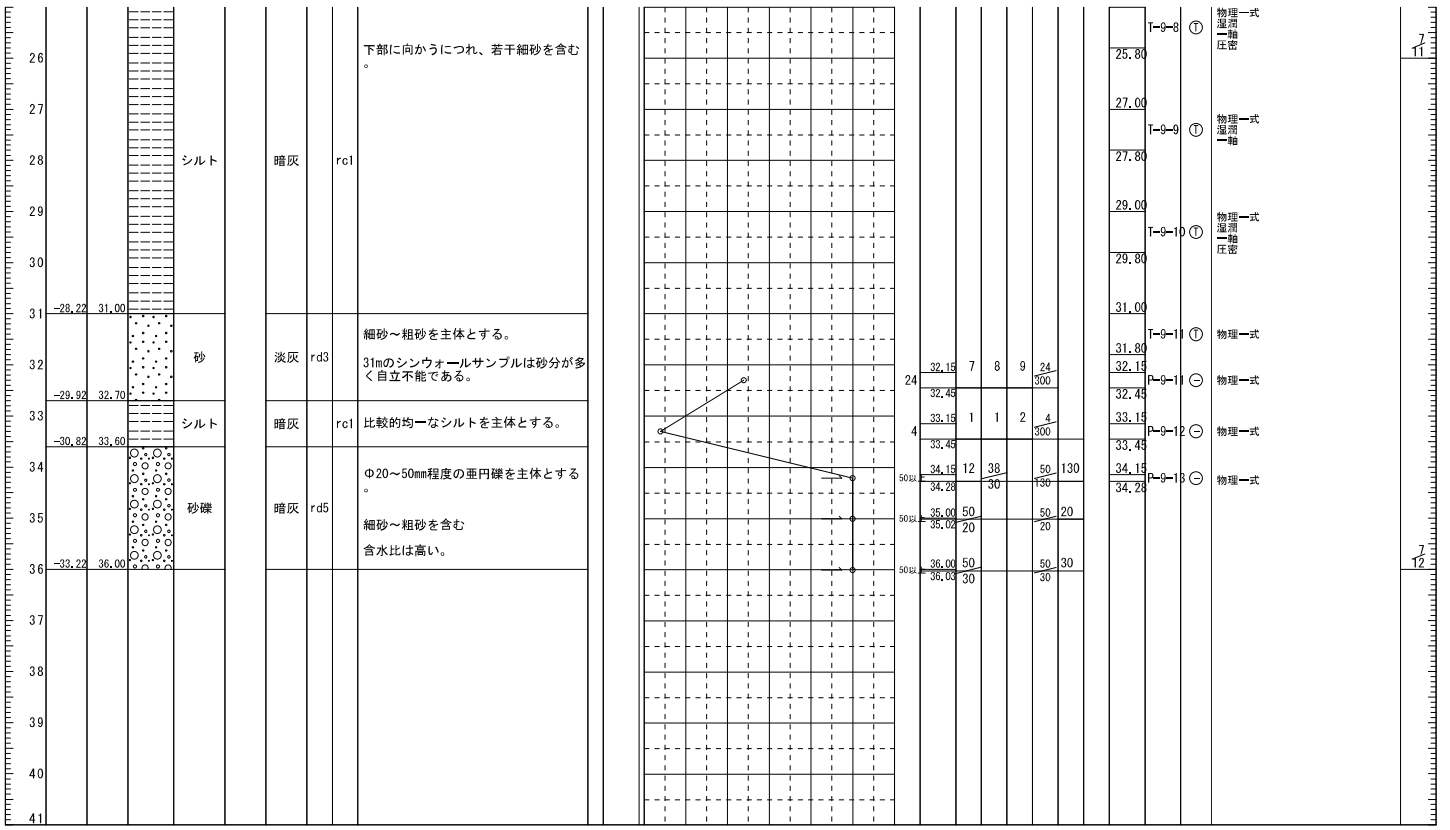 26
27
28
29
30
31
32
33
34
35
36
37
38
39
40
41
-28.22 31.00
-29.92 32.70
-30.82 33.60
-33.22 36.00
シルト 暗灰 rc1
下部に向かうにつれ、若干細砂を含む
。
砂 淡灰 rd3
細砂~粗砂を主体とする。
31mのシンウォールサンプルは砂分が多
く自立不能である。
シルト 暗灰 rc1 比較的均一なシルトを主体とする。
砂礫 暗灰 rd5
Φ20~50mm程度の亜円礫を主体とする
。
細砂~粗砂を含む
含水比は高い。
24 32.15 7 8 9 24
32.45 300
4 33.15 1 1 2 4
33.45 300
50以上 34.15 12 38 50 130
34.28 30 130
50以上 35.00 50 50 20
35.02 20 20
50以上 36.00 50 50 30
36.03 30 30
25.80
T-9-8 Ⓣ
物理一式
湿潤
一軸
圧密
27.00
27.80
T-9-9 Ⓣ
物理一式
湿潤
一軸
29.00
29.80
T-9-10 Ⓣ
物理一式
湿潤
一軸
圧密
31.00
31.80
T-9-11 Ⓣ 物理一式
32.15
32.45
P-9-11 ⊖ 物理一式
33.15
33.45
P-9-12 ⊖ 物理一式
34.15
34.28
P-9-13 ⊖ 物理一式
7
11
7
12